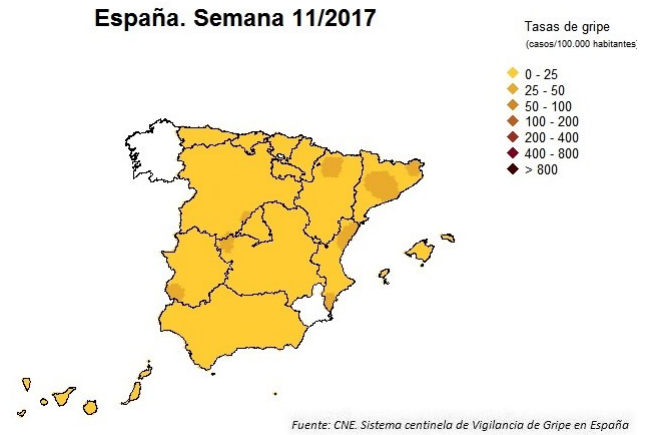 España. Semana 11/2017
Tasas de gripe
(casos/100.000 habitantes)
0 - 25
25 - 50
50 - 100
100 - 200
200 - 400
400 - 800
> 800
Fuente: CNE. Sistema centinela de Vigilancia de Gripe en España